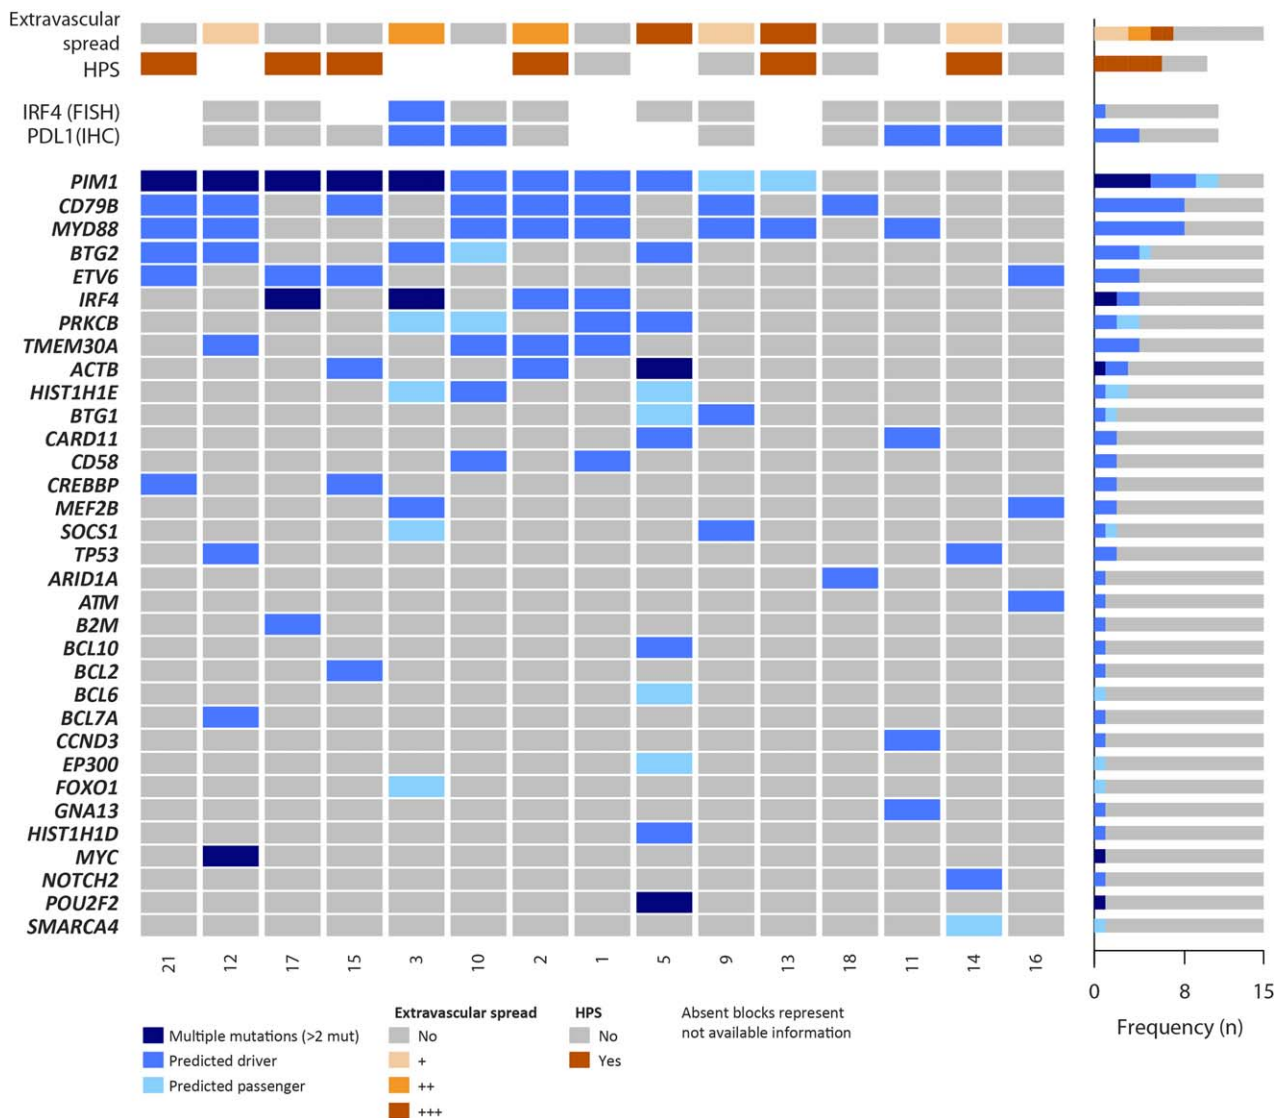 Extravascular
spread
HPS
IRF4 (FISH)
PDL1(IHC)
PIM1
CD79B
MYD88
BTG2
ETV6
IRF4
PRKCB
TMEM30A
ACTB
HIST1H1E
BTG1
CARD11
CD58
CREBBP
MEF2B
SOCS1
TP53
ARID1A
ATM
B2M
BCL10
BCL2
BCL6
BCL7A
CCND3
EP300
FOXO1
GNA13
HIST1H1D
MYC
NOTCH2
POU2F2
SMARCA4
21 12 17 15 3 10 2 1 5 9 13 18 11 14 16
0 8 15
Frequency (n)
Multiple mutations (>2 mut)
Predicted driver
Predicted passenger
Extravascular spread
No
+
++
+++
HPS
No
Yes
Absent blocks represent
not available information